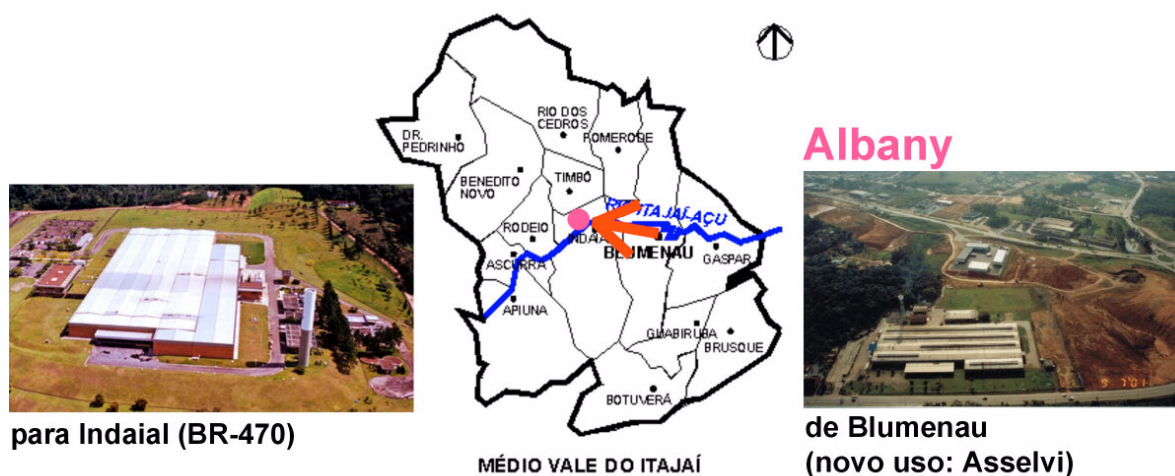 Albany
RIO DOS
CEDROS
POMERODE
DR.
PEDRINHO
BENEDITO
NOVO
TIMBÓ
RIO ITAJAÍ-AÇU
RODEIO
INDAIAL
BLUMENAU
GASPAR
ASCURRA
APIUNA
GUABIRUBA
BRUSQUE
BOTUVERÁ
para Indaial (BR-470)
MÉDIO VALE DO ITAJAÍ
de Blumenau
(novo uso: Asselvi)